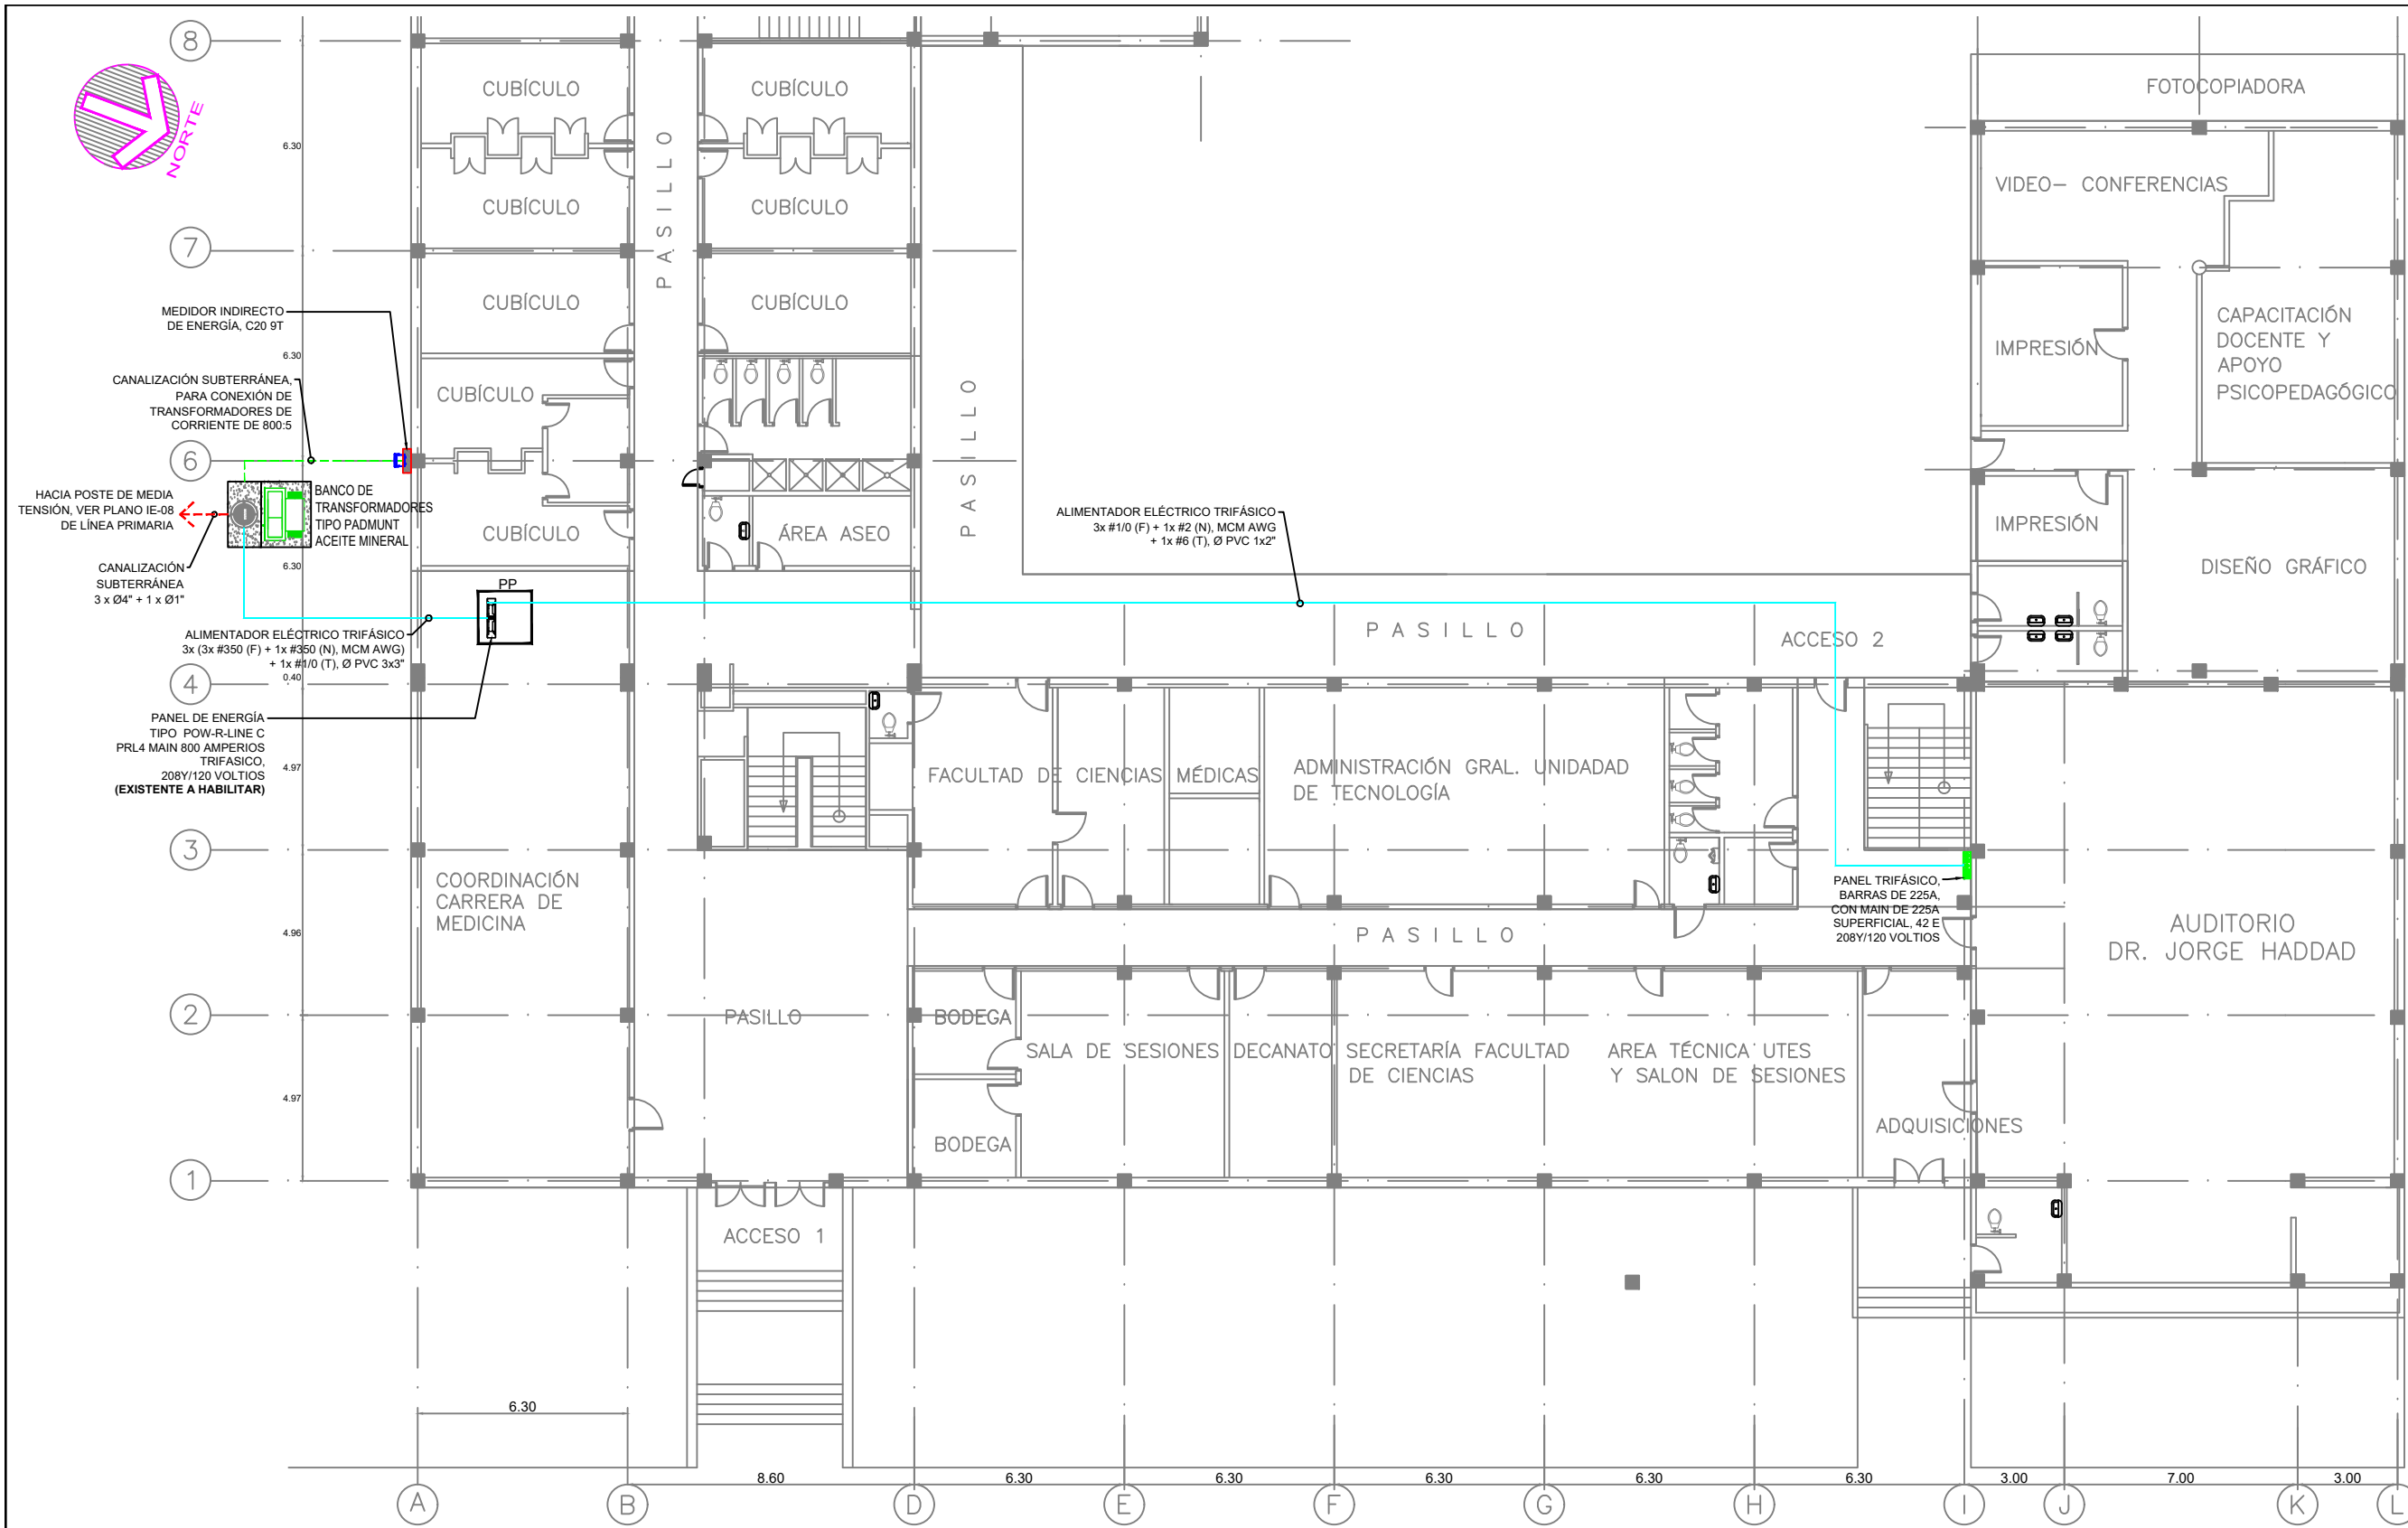 8
NORTE
6.30
CUBÍCULO
CUBÍCULO
CUBÍCULO
CUBÍCULO
PASILLO
FOTOCOPIADORA
VIDEO- CONFERENCIAS
7
CUBÍCULO
CUBÍCULO
MEDIDOR INDIRECTO
DE ENERGÍA, C20 9T
6.30
CANALIZACIÓN SUBTERRÁNEA,
PARA CONEXIÓN DE
TRANSFORMADORES DE
CORRIENTE DE 800:5
CUBÍCULO
PASILLO
IMPRESIÓN
CAPACITACIÓN
DOCENTE Y
APOYO
PSICOPEDAGÓGICO
6
HACIA POSTE DE MEDIA
TENSIÓN, VER PLANO IE-08
DE LÍNEA PRIMARIA
BANCO DE
TRANSFORMADORES
TIPO PADMUNT
ACEITE MINERAL
CUBÍCULO
ÁREA ASEO
ALIMENTADOR ELÉCTRICO TRIFÁSICO
3x #1/0 (F) + 1x #2 (N), MCM AWG
+ 1x #6 (T), Ø PVC 1x2"
IMPRESIÓN
DISEÑO GRÁFICO
CANALIZACIÓN
SUBTERRÁNEA
3 x Ø4" + 1 x Ø1"
6.30
PP
ALIMENTADOR ELÉCTRICO TRIFÁSICO
3x (3x #350 (F) + 1x #350 (N), MCM AWG)
+ 1x #1/0 (T), Ø PVC 3x3"
0.40
PASILLO
ACCESO 2
4
PANEL DE ENERGÍA
TIPO POW-R-LINE C
PRL4 MAIN 800 AMPERIOS
TRIFASICO,
208Y/120 VOLTIOS
(EXISTENTE A HABILITAR)
4.97
FACULTAD DE CIENCIAS MÉDICAS
ADMINISTRACIÓN GRAL. UNIDADAD
DE TECNOLOGÍA
3
COORDINACIÓN
CARRERA DE
MEDICINA
PANEL TRIFÁSICO,
BARRAS DE 225A,
CON MAIN DE 225A
SUPERFICIAL, 42 E
208Y/120 VOLTIOS
4.96
PASILLO
AUDITORIO
DR. JORGE HADDAD
2
PASILLO
BODEGA
SALA DE SESIONES
DECANATO
SECRETARÍA FACULTAD
DE CIENCIAS
AREA TÉCNICA UTES
Y SALON DE SESIONES
4.97
BODEGA
ADQUISICIONES
1
ACCESO 1
6.30
8.60
6.30
6.30
6.30
6.30
6.30
3.00
7.00
3.00
A
B
D
E
F
G
H
I
J
K
L